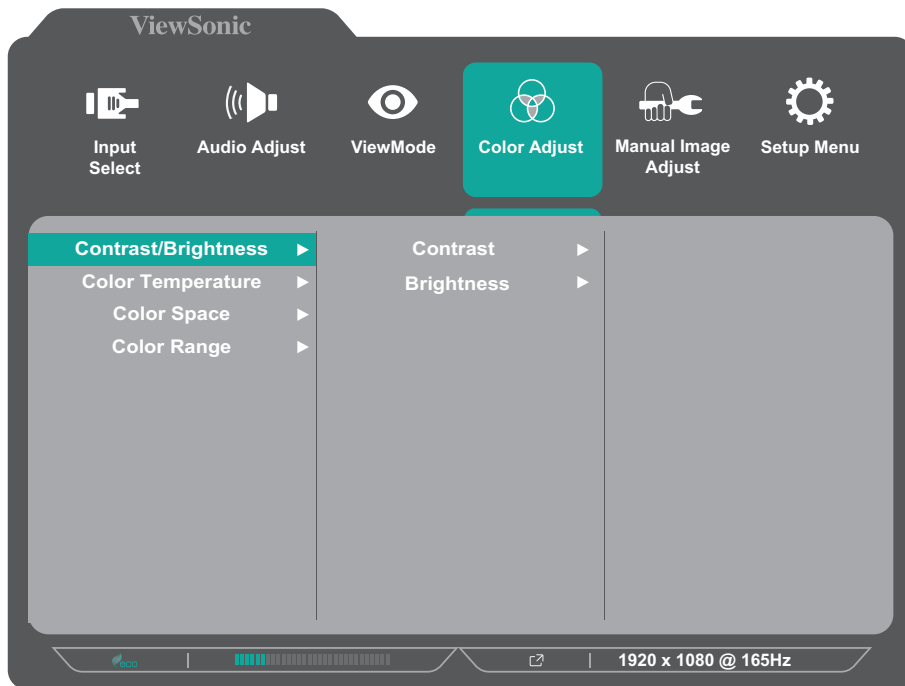 ViewSonic
Input Select
Audio Adjust
ViewMode
Color Adjust
Manual Image Adjust
Setup Menu
Contrast/Brightness
Contrast
Color Temperature
Brightness
Color Space
Color Range
eco
1920 x 1080 @ 165Hz